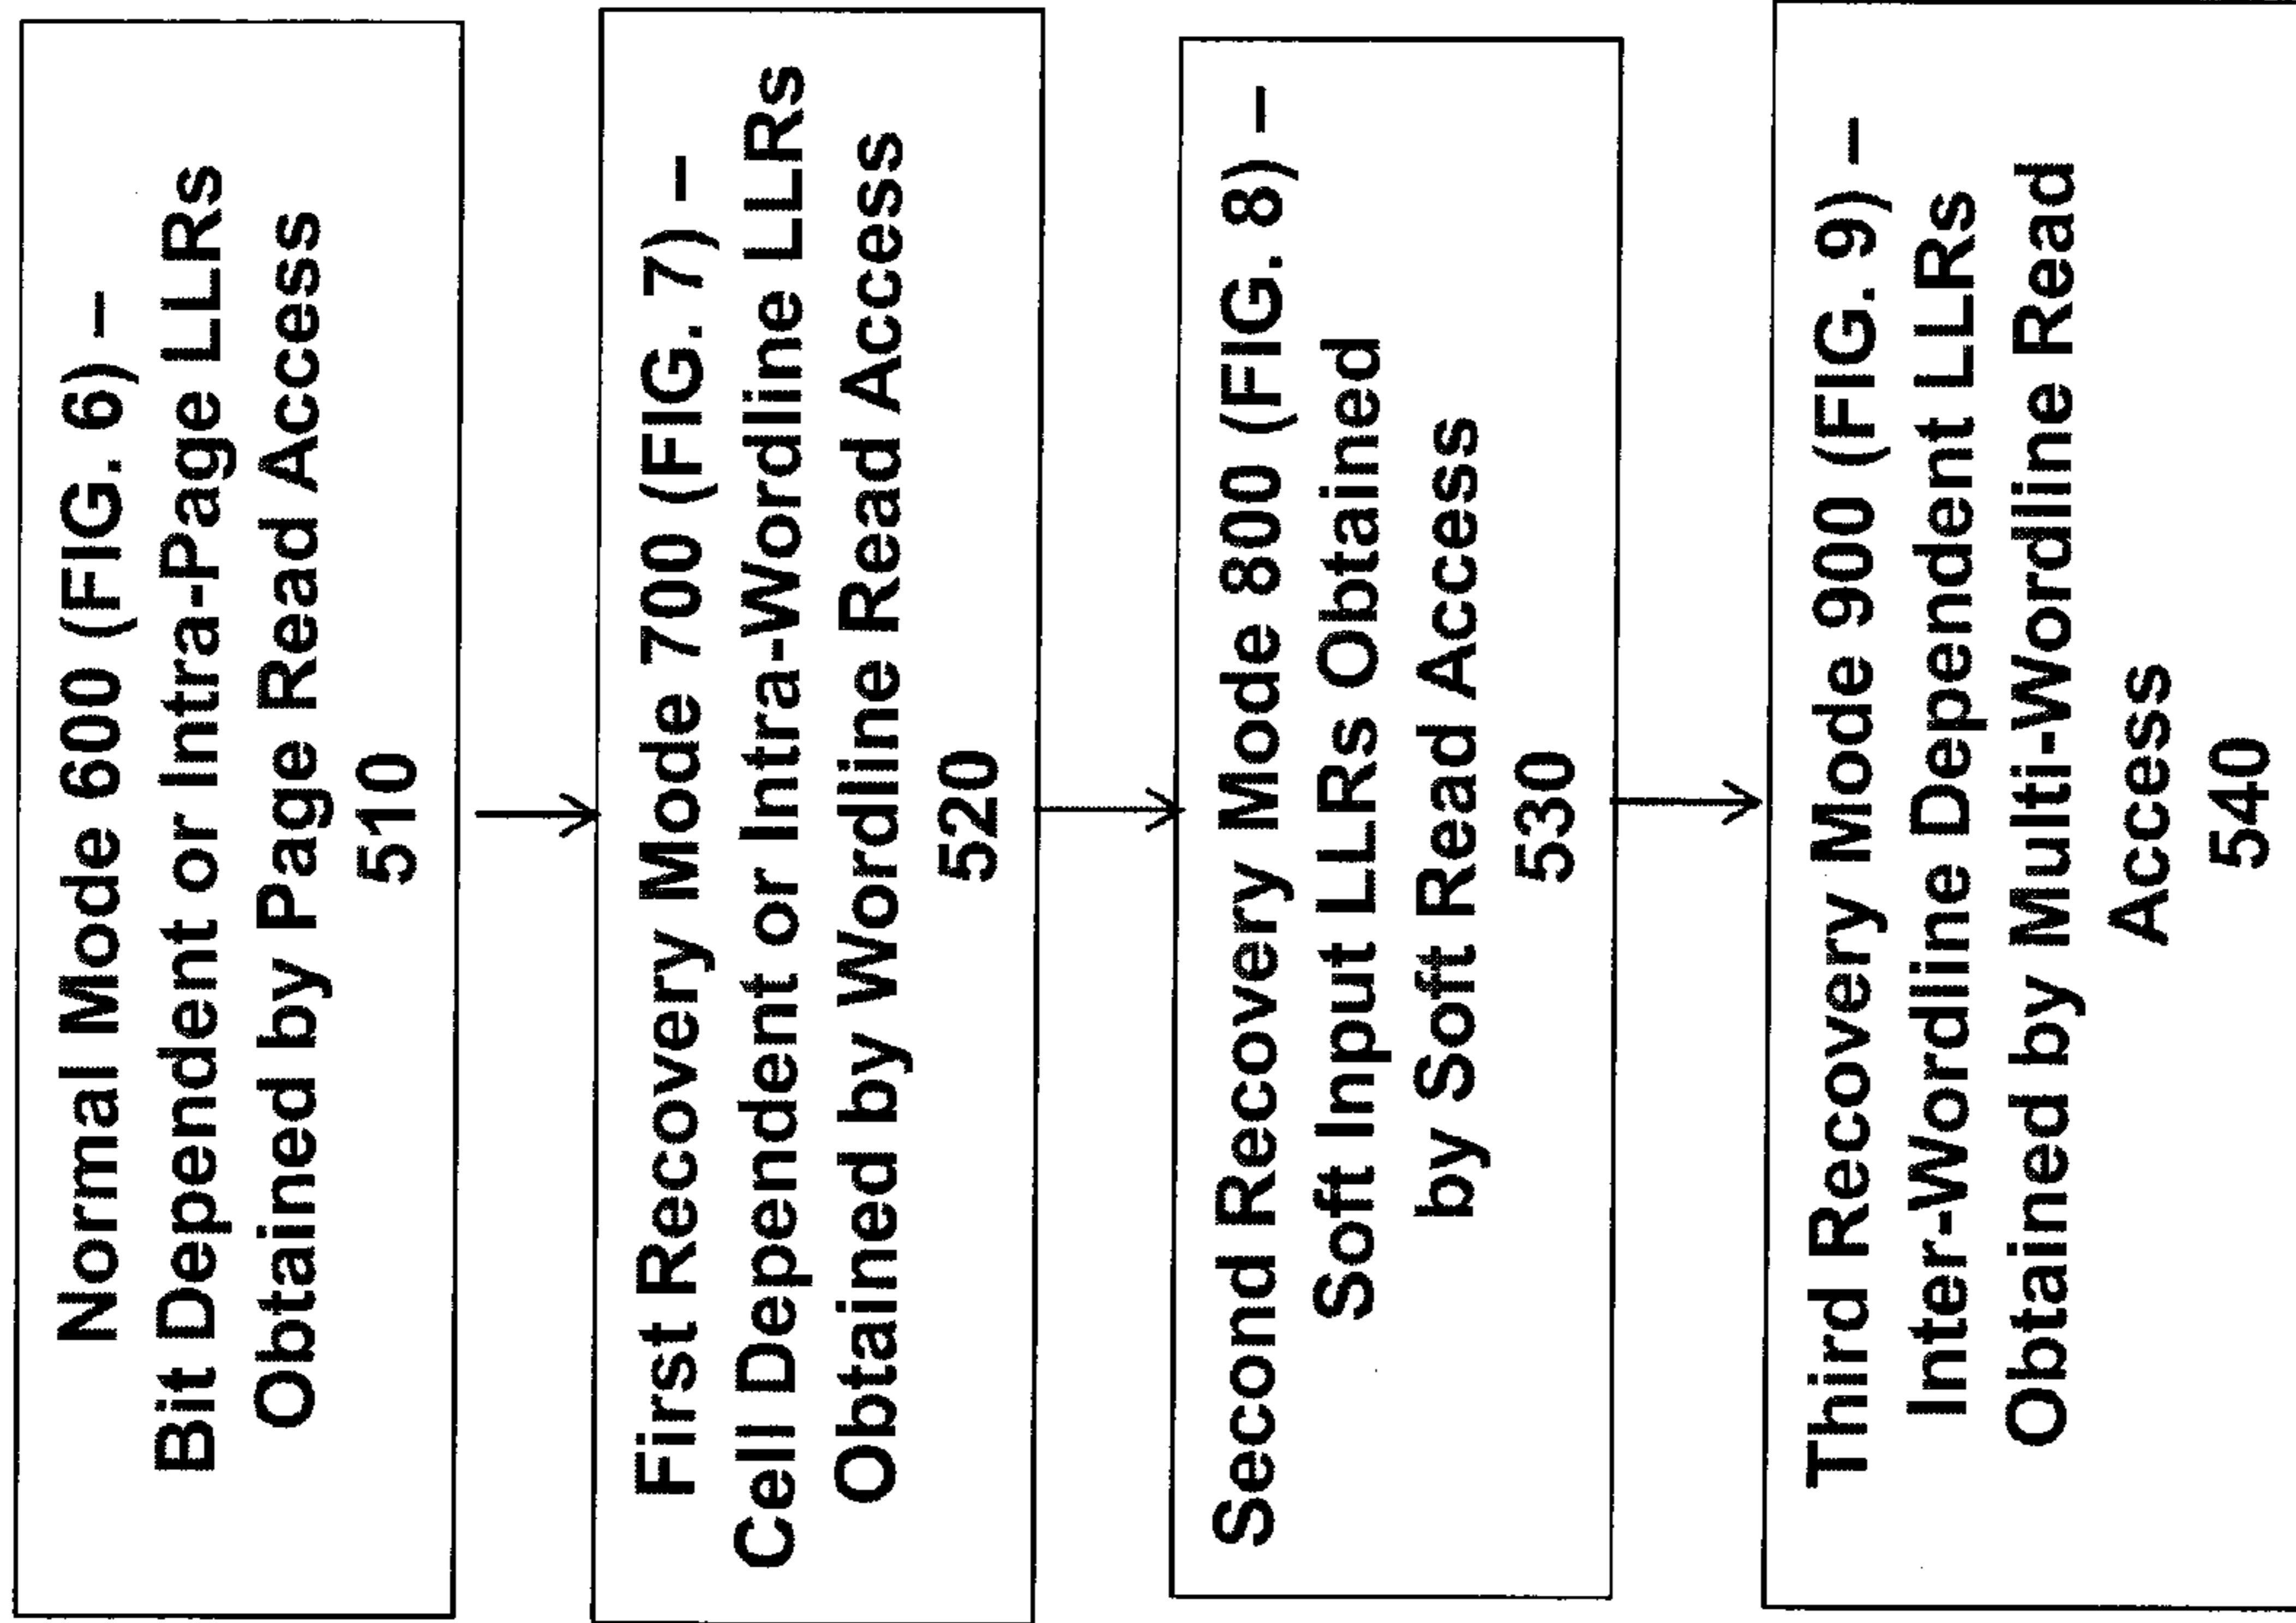 Normal Mode 600 (FIG. 6) –
Bit Dependent or Intra-Page LLRs
Obtained by Page Read Access
510
First Recovery Mode 700 (FIG. 7) –
Cell Dependent or Intra-Wordline LLRs
Obtained by Wordline Read Access
520
Second Recovery Mode 800 (FIG. 8) –
Soft Input LLRs Obtained
by Soft Read Access
530
Third Recovery Mode 900 (FIG. 9) –
Inter-Wordline Dependent LLRs
Obtained by Multi-Wordline Read
Access
540